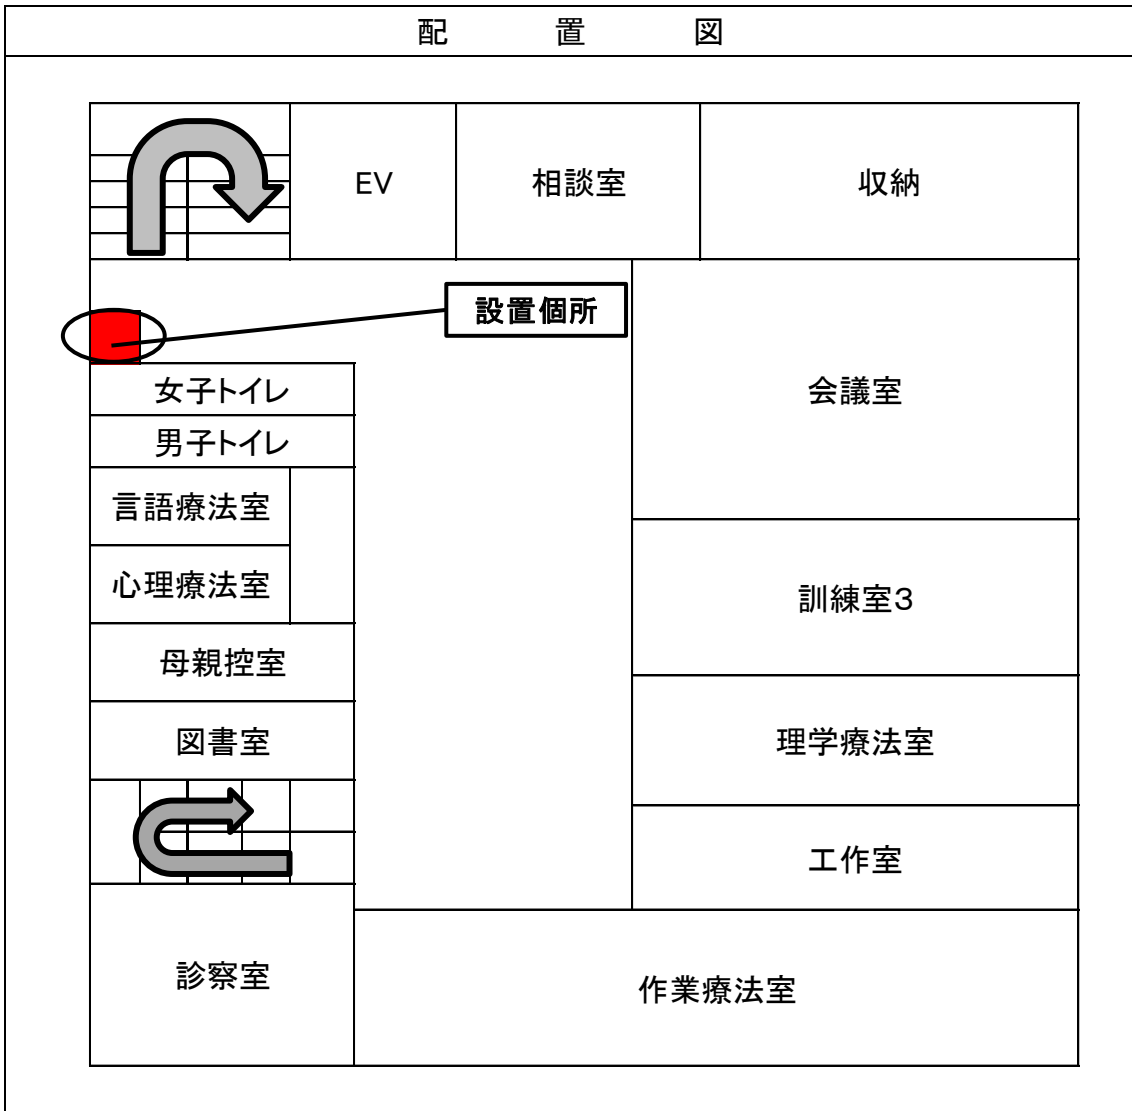 配置図
EV
相談室
収納
設置個所
会議室
女子トイレ
男子トイレ
言語療法室
心理療法室
訓練室３
母親控室
図書室
理学療法室
工作室
診察室
作業療法室